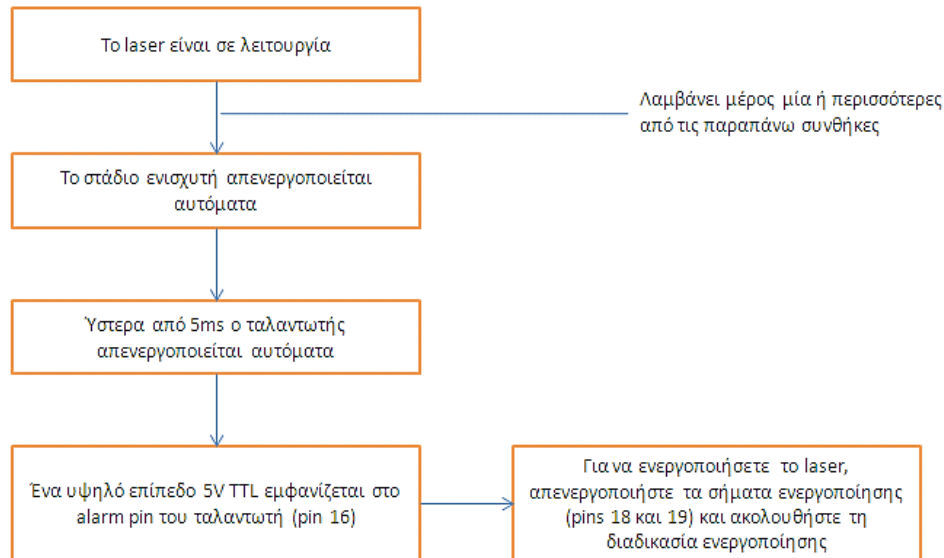 Το laser είναι σε λειτουργία
Λαμβάνει μέρος μία ή περισσότερες
από τις παραπάνω συνθήκες
Το στάδιο ενισχυτή απενεργοποιείται
αυτόματα
Ύστερα από 5ms ο ταλαντωτής
απενεργοποιείται αυτόματα
Ένα υψηλό επίπεδο 5V TTL εμφανίζεται στο
alarm pin του ταλαντωτή (pin 16)
Για να ενεργοποιήσετε το laser,
απενεργοποιήστε τα σήματα ενεργοποίησης
(pins 18 και 19) και ακολουθήστε τη
διαδικασία ενεργοποίησης